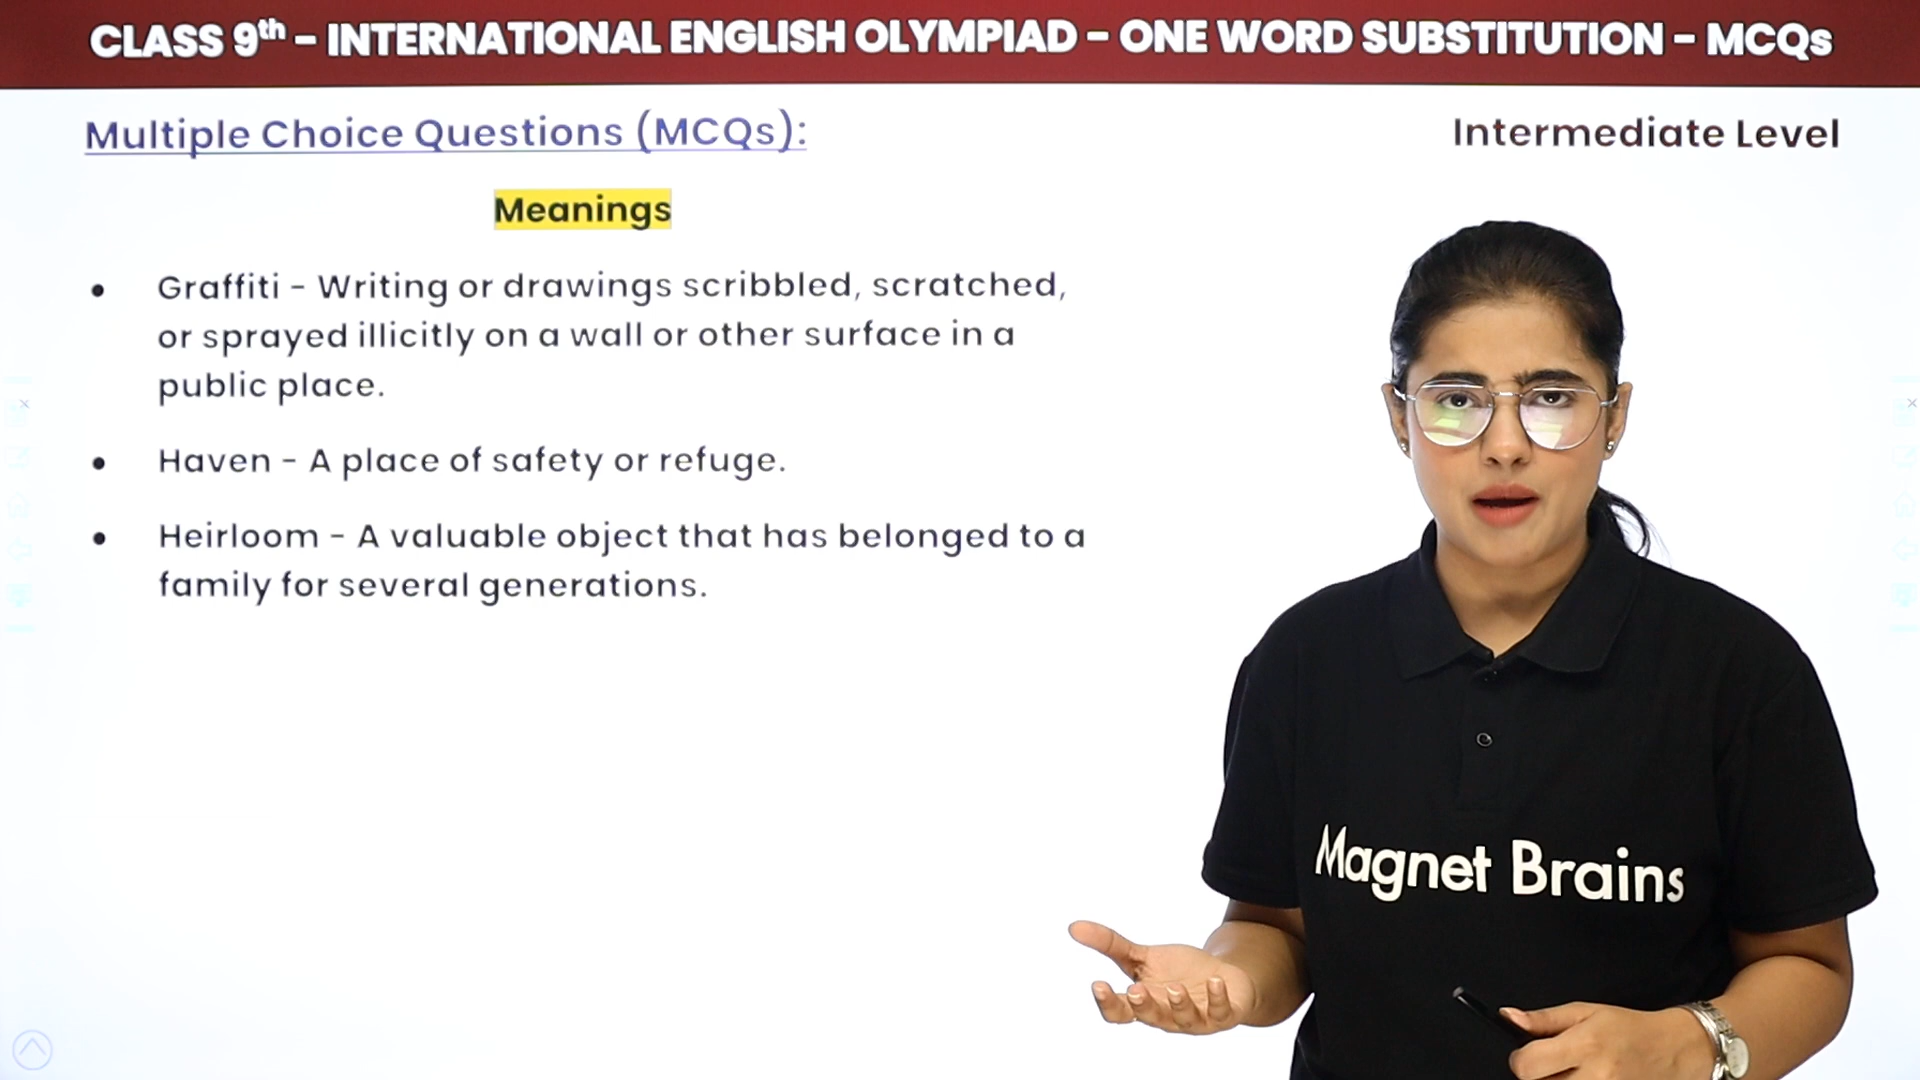 CLASS 9th – INTERNATIONAL ENGLISH OLYMPIAD – ONE WORD SUBSTITUTION – MCQs
Multiple Choice Questions (MCQs):
Intermediate Level
Meanings
• Graffiti – Writing or drawings scribbled, scratched,
or sprayed illicitly on a wall or other surface in a
public place.
• Haven – A place of safety or refuge.
• Heirloom – A valuable object that has belonged to a
family for several generations.
Magnet Brains